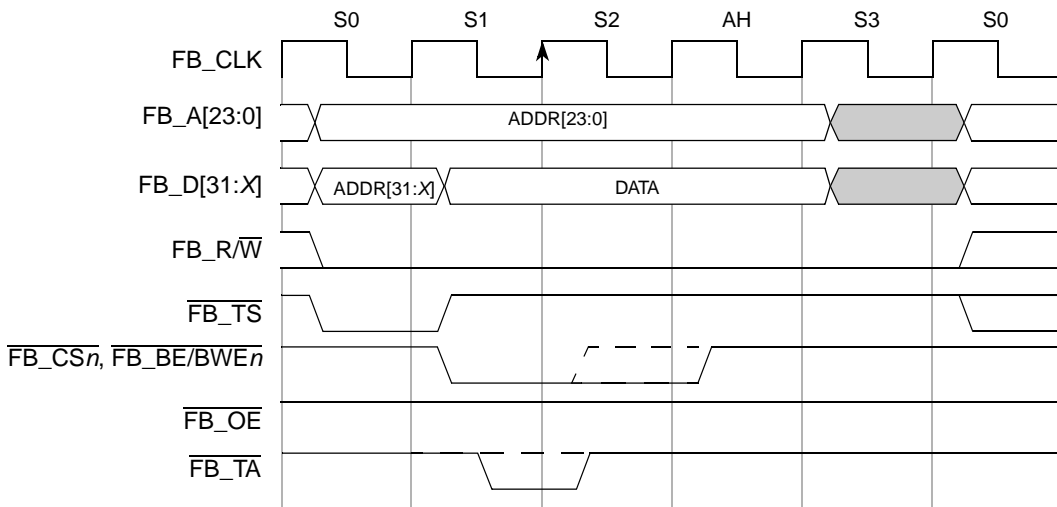 S0 S1 S2 AH S3 S0
FB_CLK
FB_A[23:0] ADDR[23:0]
FB_D[31:X] ADDR[31:X] DATA
FB_R/W
FB_TS
FB_CSn, FB_BE/BWEn
FB_OE
FB_TA